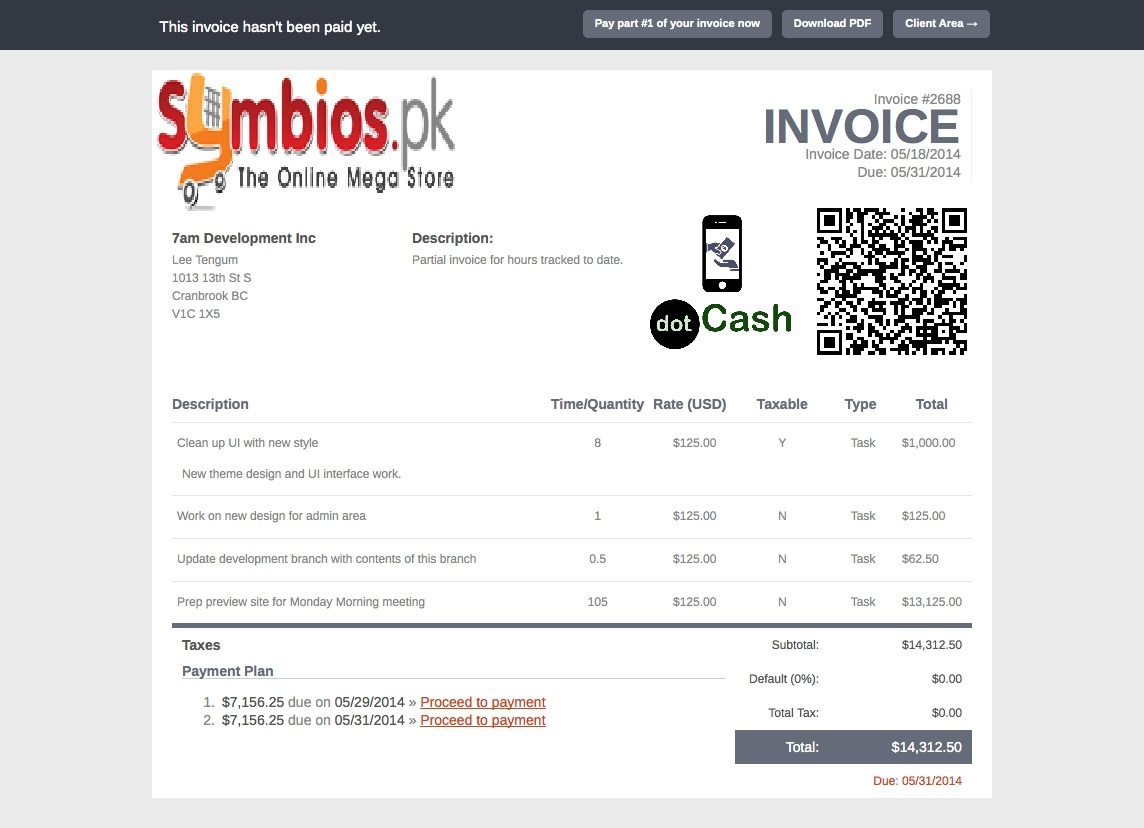 This invoice hasn't been paid yet.
Pay part #1 of your invoice now
Download PDF
Client Area →
Symbios.pk
The Online Mega Store
Invoice #2688
INVOICE
Invoice Date: 05/18/2014
Due: 05/31/2014
7am Development Inc
Lee Tengum
1013 13th St S
Cranbrook BC
V1C 1X5
Description:
Partial invoice for hours tracked to date.
dot Cash
Description Time/Quantity Rate (USD) Taxable Type Total
Clean up UI with new style 8 $125.00 Y Task $1,000.00
New theme design and UI interface work.
Work on new design for admin area 1 $125.00 N Task $125.00
Update development branch with contents of this branch 0.5 $125.00 N Task $62.50
Prep preview site for Monday Morning meeting 105 $125.00 N Task $13,125.00
Taxes
Payment Plan
1. $7,156.25 due on 05/29/2014 » Proceed to payment
2. $7,156.25 due on 05/31/2014 » Proceed to payment
Subtotal: $14,312.50
Default (0%): $0.00
Total Tax: $0.00
Total: $14,312.50
Due: 05/31/2014